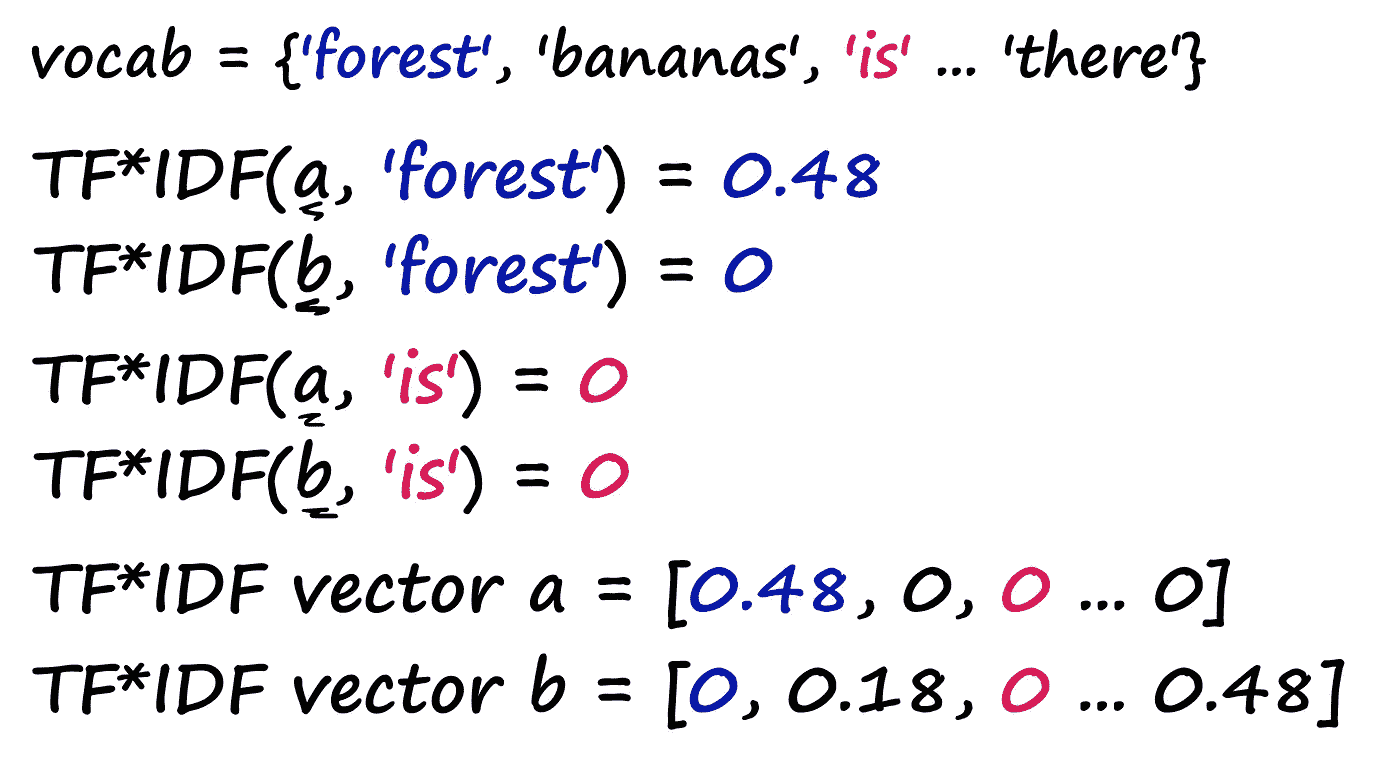 vocab = {'forest', 'bananas', 'is' ... 'there'}
TF*IDF(a, 'forest') = 0.48
TF*IDF(b, 'forest') = 0
TF*IDF(a, 'is') = 0
TF*IDF(b, 'is') = 0
TF*IDF vector a = [0.48, 0, 0 ... 0]
TF*IDF vector b = [0, 0.18, 0 ... 0.48]